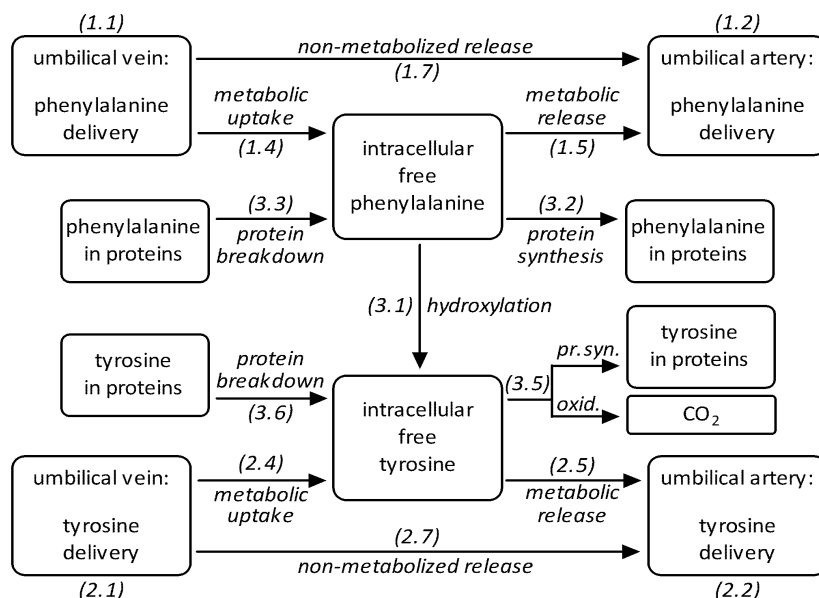 (1.1)
(1.2)
umbilical vein:
phenylalanine
delivery
non-metabolized release
(1.7)
umbilical artery:
phenylalanine
delivery
metabolic
uptake
(1.4)
metabolic
release
(1.5)
intracellular
free
phenylalanine
phenylalanine
in proteins
(3.3)
protein
breakdown
(3.2)
protein
synthesis
phenylalanine
in proteins
(3.1) hydroxylation
tyrosine
in proteins
protein
breakdown
(3.6)
intracellular
free
tyrosine
(3.5)
pr.syn.
oxid.
tyrosine
in proteins
CO₂
umbilical vein:
tyrosine
delivery
(2.1)
(2.4)
metabolic
uptake
(2.5)
metabolic
release
umbilical artery:
tyrosine
delivery
(2.2)
(2.7)
non-metabolized release